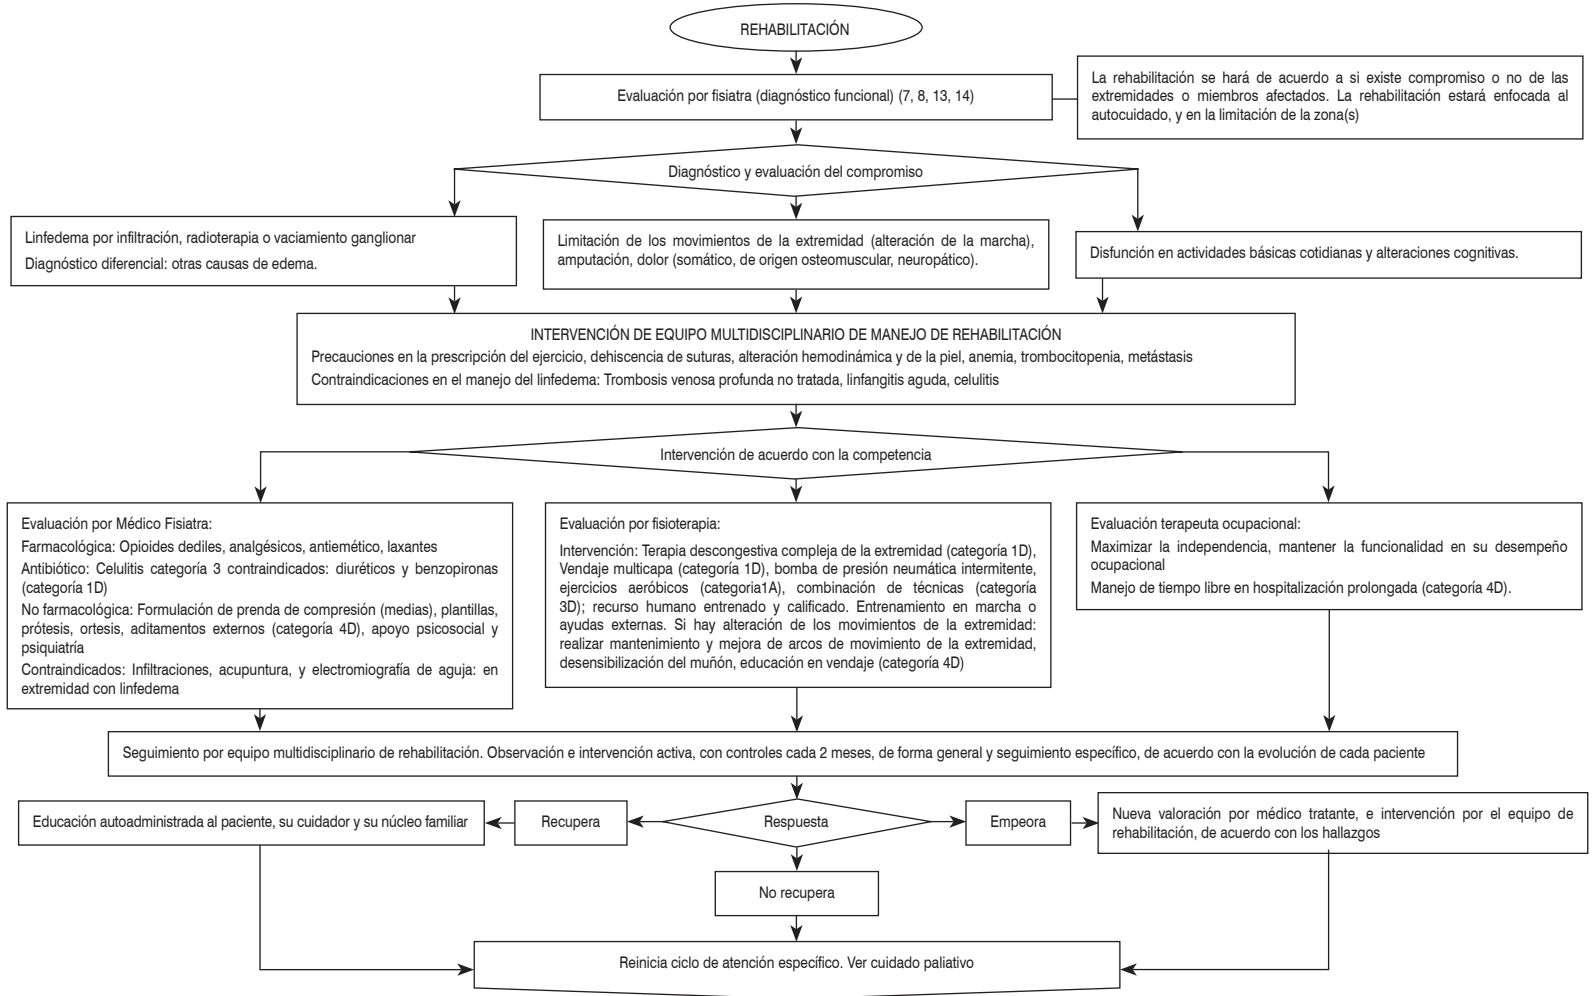 REHABILITACIÓN
Evaluación por fisiatra (diagnóstico funcional) (7, 8, 13, 14)
La rehabilitación se hará de acuerdo a si existe compromiso o no de las
extremidades o miembros afectados. La rehabilitación estará enfocada al
autocuidado, y en la limitación de la zona(s)
Diagnóstico y evaluación del compromiso
Linfedema por infiltración, radioterapia o vaciamiento ganglionar
Diagnóstico diferencial: otras causas de edema.
Limitación de los movimientos de la extremidad (alteración de la marcha),
amputación, dolor (somático, de origen osteomuscular, neuropático).
Disfunción en actividades básicas cotidianas y alteraciones cognitivas.
INTERVENCIÓN DE EQUIPO MULTIDISCIPLINARIO DE MANEJO DE REHABILITACIÓN
Precauciones en la prescripción del ejercicio, dehiscencia de suturas, alteración hemodinámica y de la piel, anemia, trombocitopenia, metástasis
Contraindicaciones en el manejo del linfedema: Trombosis venosa profunda no tratada, linfangitis aguda, celulitis
Intervención de acuerdo con la competencia
Evaluación por Médico Fisiatra:
Farmacológica: Opioides dediles, analgésicos, antiemético, laxantes
Antibiótico: Celulitis categoría 3 contraindicados: diuréticos y benzopironas
(categoría 1D)
No farmacológica: Formulación de prenda de compresión (medias), plantillas,
prótesis, ortesis, aditamentos externos (categoría 4D), apoyo psicosocial y
psiquiatría
Contraindicados: Infiltraciones, acupuntura, y electromiografía de aguja: en
extremidad con linfedema
Evaluación por fisioterapia:
Intervención: Terapia descongestiva compleja de la extremidad (categoría 1D),
Vendaje multicapa (categoría 1D), bomba de presión neumática intermitente,
ejercicios aeróbicos (categoria1A), combinación de técnicas (categoría
3D); recurso humano entrenado y calificado. Entrenamiento en marcha o
ayudas externas. Si hay alteración de los movimientos de la extremidad:
realizar mantenimiento y mejora de arcos de movimiento de la extremidad,
desensibilización del muñón, educación en vendaje (categoría 4D)
Evaluación terapeuta ocupacional:
Maximizar la independencia, mantener la funcionalidad en su desempeño
ocupacional
Manejo de tiempo libre en hospitalización prolongada (categoría 4D).
Seguimiento por equipo multidisciplinario de rehabilitación. Observación e intervención activa, con controles cada 2 meses, de forma general y seguimiento específico, de acuerdo con la evolución de cada paciente
Educación autoadministrada al paciente, su cuidador y su núcleo familiar
Recupera
Respuesta
Empeora
Nueva valoración por médico tratante, e intervención por el equipo de
rehabilitación, de acuerdo con los hallazgos
No recupera
Reinicia ciclo de atención específico. Ver cuidado paliativo